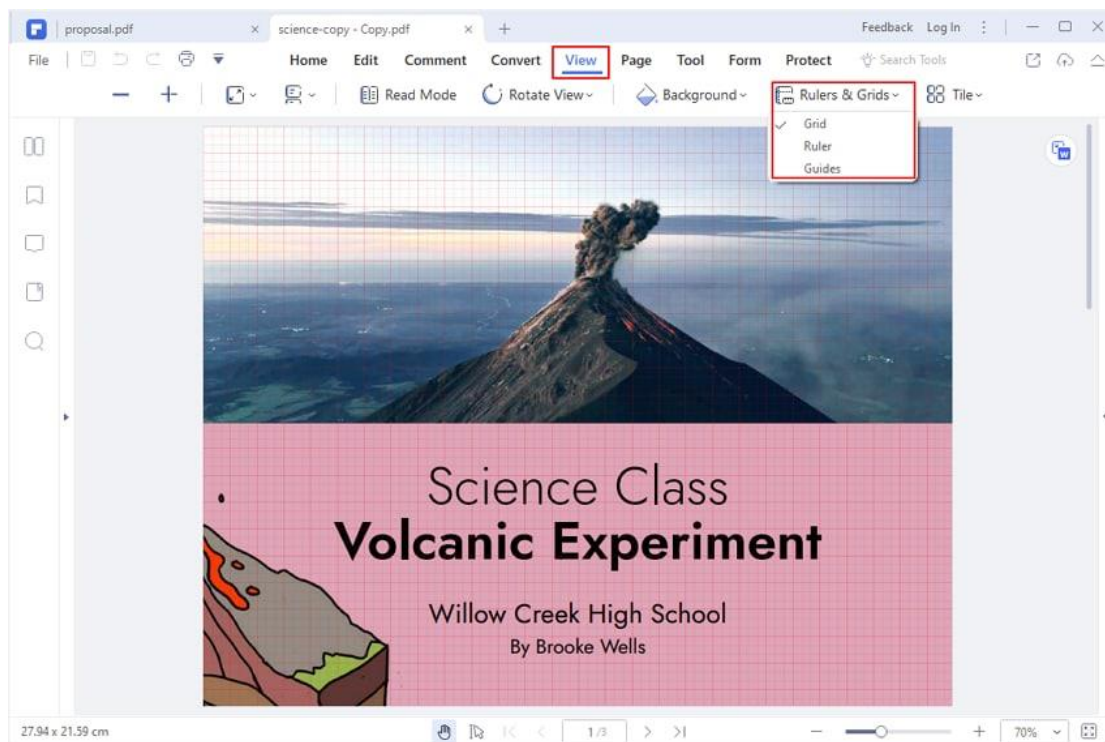 proposal.pdf × science-copy - Copy.pdf × + Feedback Log In
File Home Edit Comment Convert View Page Tool Form Protect Search Tools
Read Mode Rotate View Background Rulers & Grids Tile
Grid
Ruler
Guides
W
Science Class
Volcanic Experiment
Willow Creek High School
By Brooke Wells
27.94 x 21.59 cm 1/3 70%